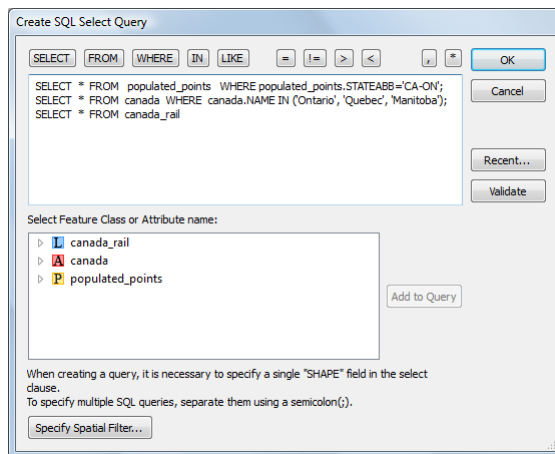 Create SQL Select Query
SELECT FROM WHERE IN LIKE = != > < , * OK
SELECT * FROM populated_points WHERE populated_points.STATEABB='CA-ON';
SELECT * FROM canada WHERE canada.NAME IN ('Ontario', 'Quebec', 'Manitoba');
SELECT * FROM canada_rail
Cancel
Recent...
Validate
Select Feature Class or Attribute name:
L canada_rail
A canada
P populated_points
Add to Query
When creating a query, it is necessary to specify a single "SHAPE" field in the select
clause.
To specify multiple SQL queries, separate them using a semicolon(;).
Specify Spatial Filter...